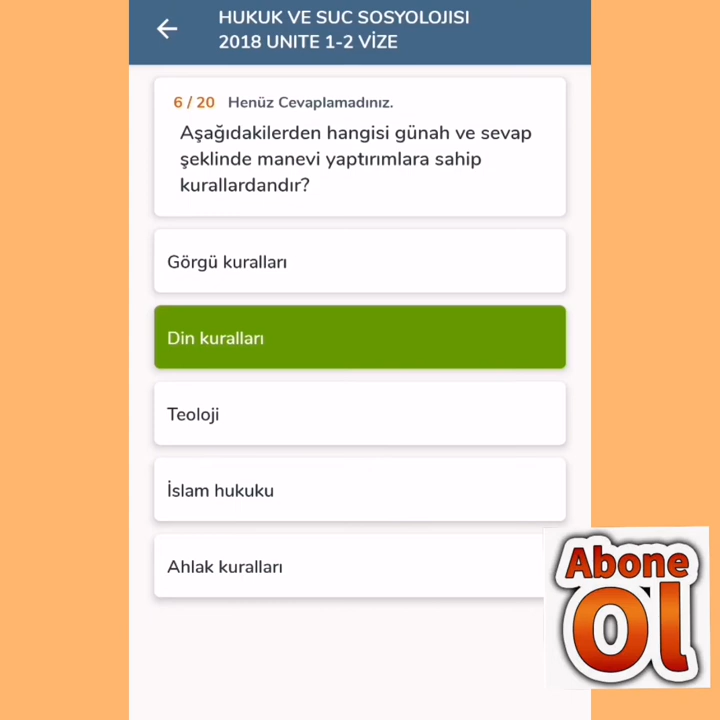 HUKUK VE SUC SOSYOLOJISI
2018 UNITE 1-2 VİZE
6 / 20 Henüz Cevaplamadınız.
Aşağıdakilerden hangisi günah ve sevap
şeklinde manevi yaptırımlara sahip
kurallardandır?
Görgü kuralları
Din kuralları
Teoloji
İslam hukuku
Ahlak kuralları
Abone
Ol